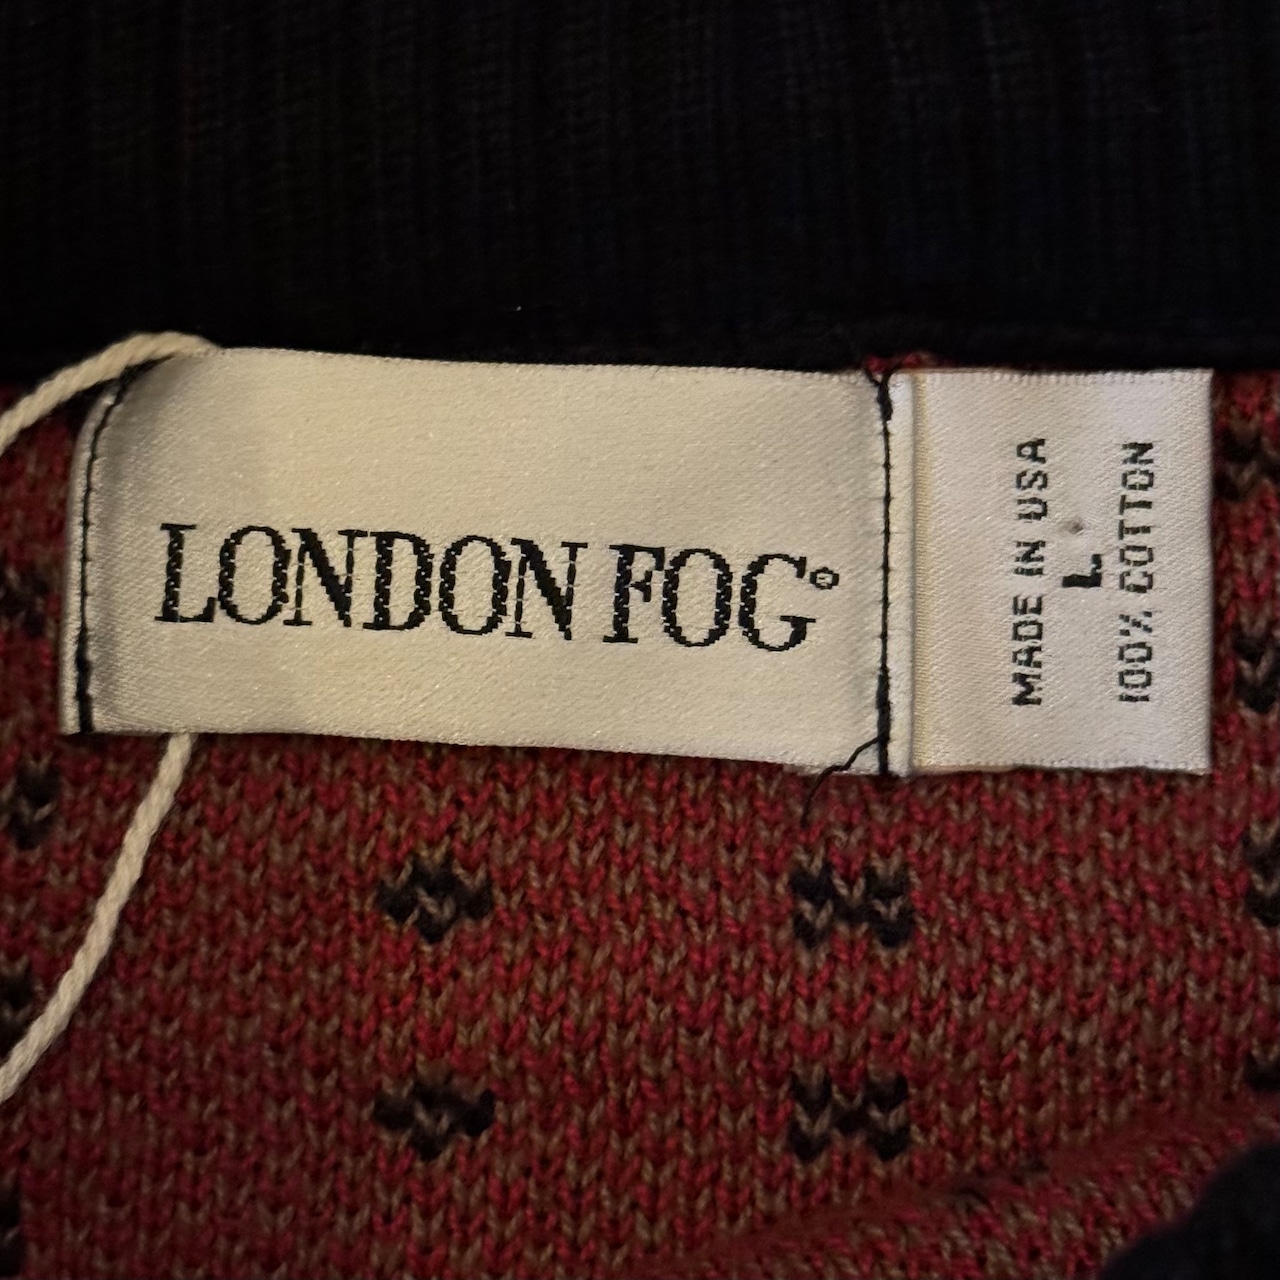 LONDON FOG®
MADE IN USA
L
100% COTTON